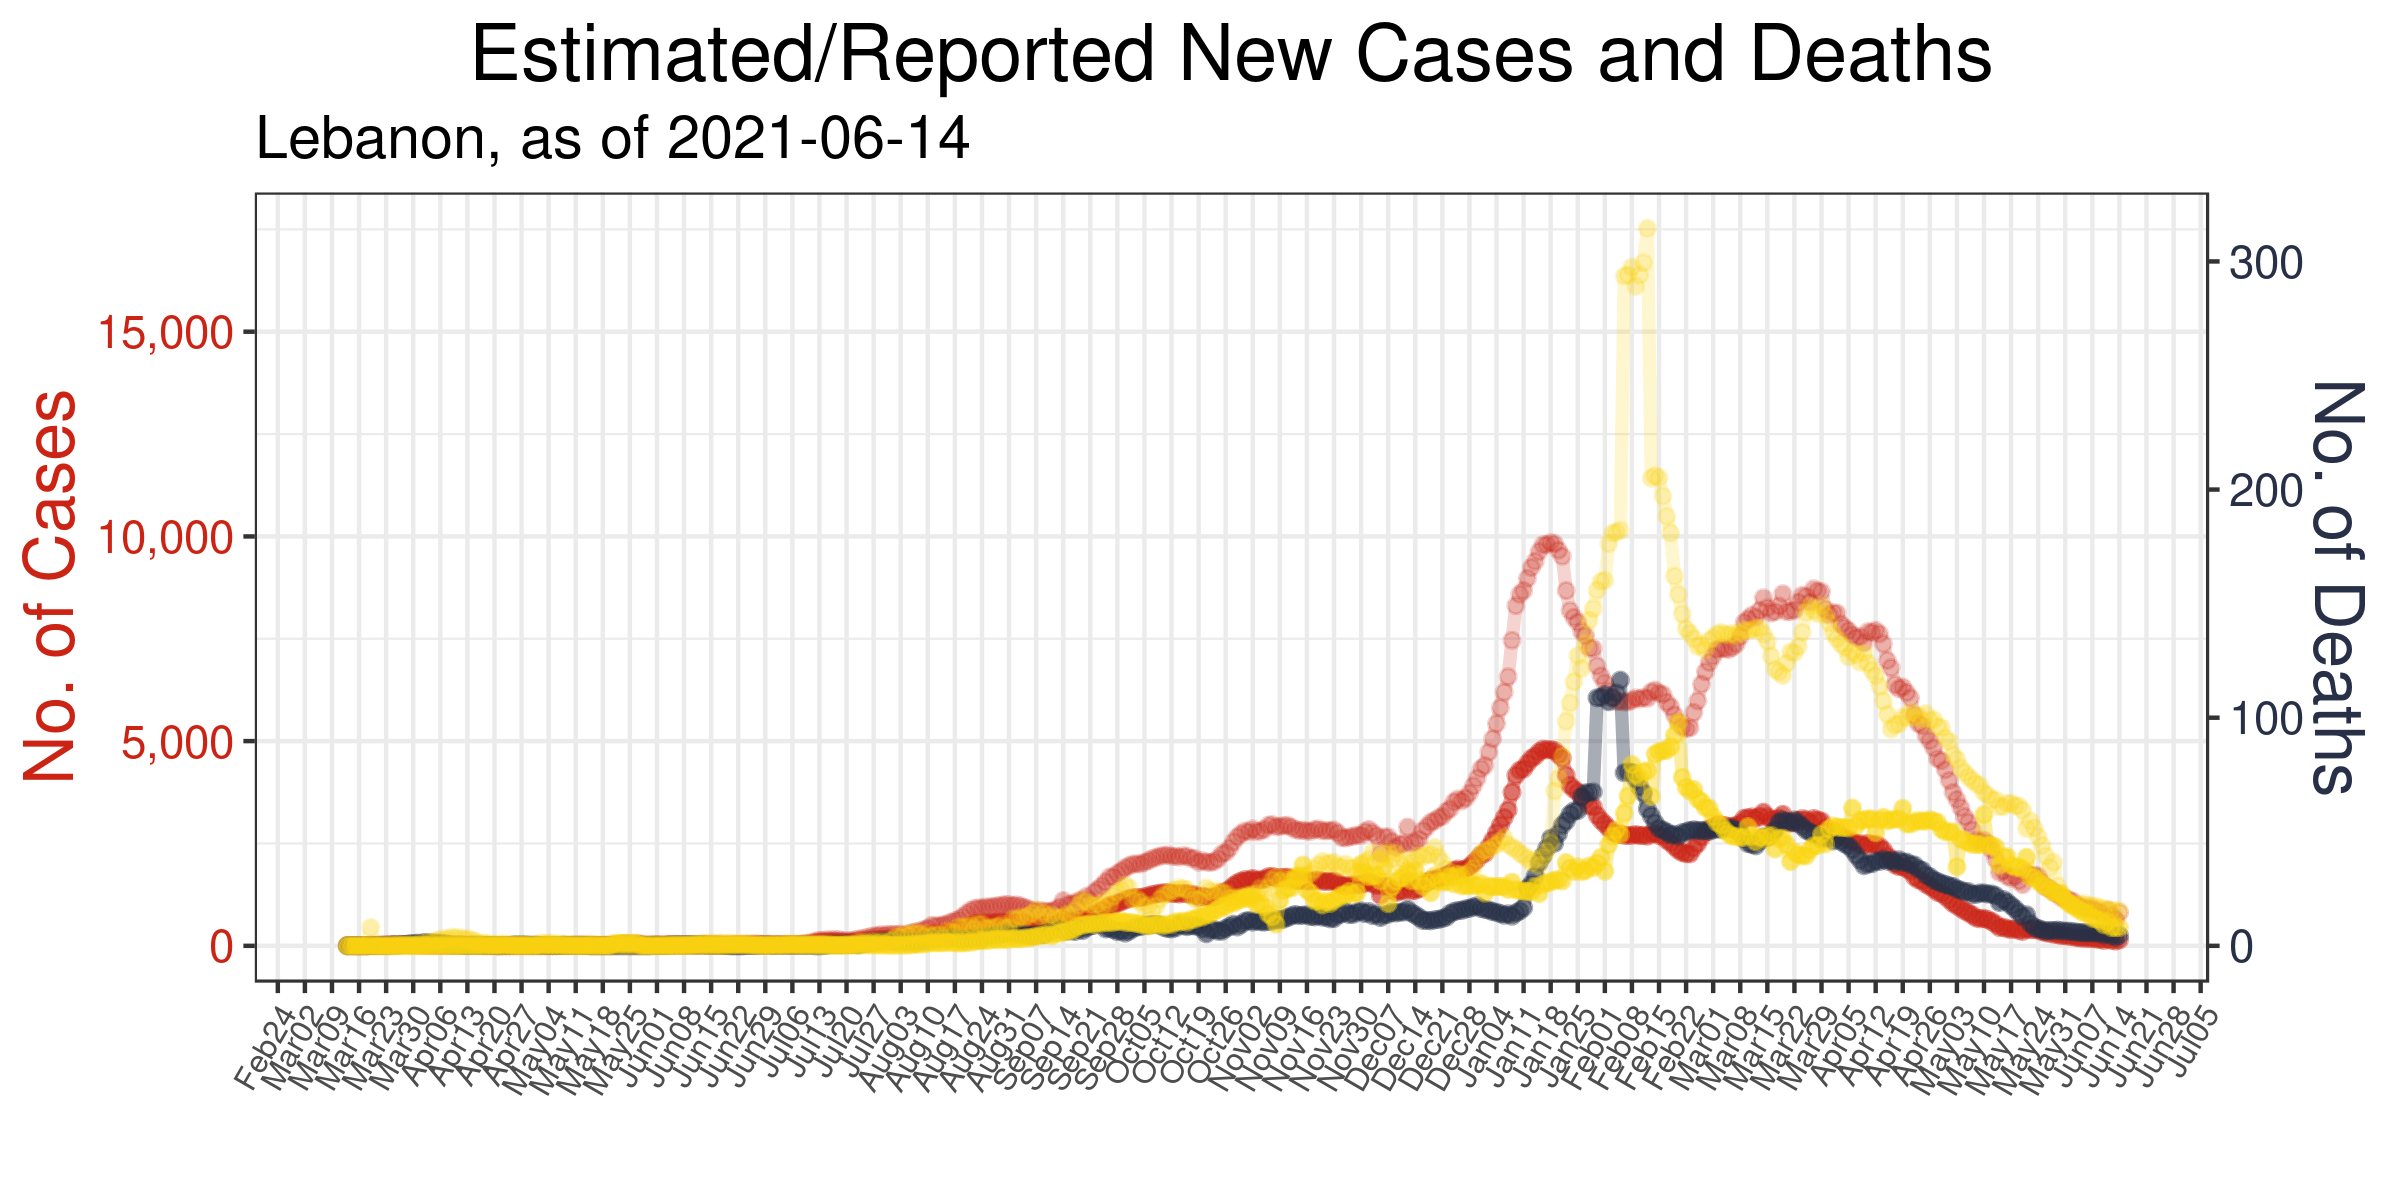 Estimated/Reported New Cases and Deaths
Lebanon, as of 2021-06-14
No. of Cases
15,000
10,000
5,000
0
No. of Deaths
300
200
100
0
Feb24
Mar02
Mar09
Mar16
Mar23
Mar30
Apr06
Apr13
Apr20
Apr27
May04
May11
May18
May25
Jun01
Jun08
Jun15
Jun22
Jun29
Jul06
Jul13
Jul20
Jul27
Aug03
Aug10
Aug17
Aug24
Aug31
Sep07
Sep14
Sep21
Sep28
Oct05
Oct12
Oct19
Oct26
Nov02
Nov09
Nov16
Nov23
Nov30
Dec07
Dec14
Dec21
Dec28
Jan04
Jan11
Jan18
Jan25
Feb01
Feb08
Feb15
Feb22
Mar01
Mar08
Mar15
Mar22
Mar29
Apr05
Apr12
Apr19
Apr26
May03
May10
May17
May24
May31
Jun07
Jun14
Jun21
Jun28
Jul05